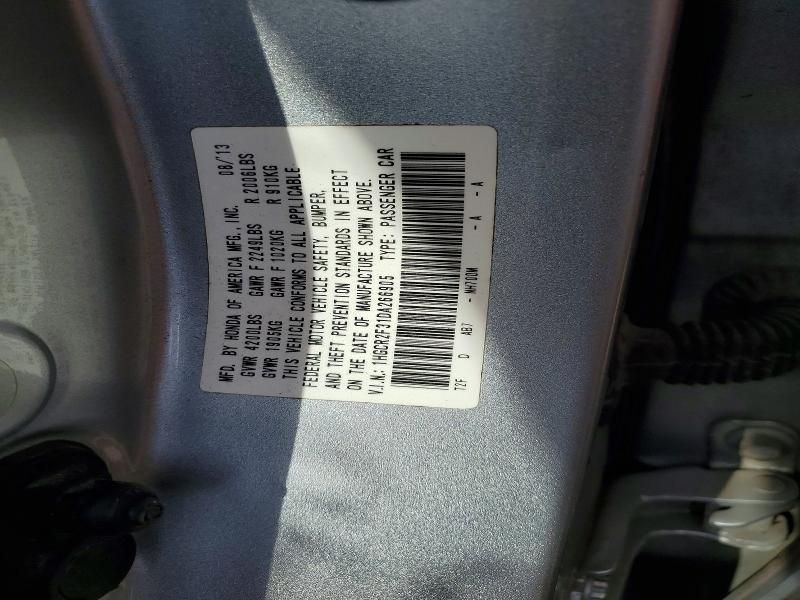 MFD. BY HONDA OF AMERICA MFG., INC. 08/'13
GVWR 4200LBS GAWR F 2249LBS R 2006LBS
GVWR 1905KG GAWR F 1020KG R 910KG
THIS VEHICLE CONFORMS TO ALL APPLICABLE
FEDERAL MOTOR VEHICLE SAFETY, BUMPER,
AND THEFT PREVENTION STANDARDS IN EFFECT
ON THE DATE OF MANUFACTURE SHOWN ABOVE.
V.I.N.: 1HGCR2F31DA266905 TYPE: PASSENGER CAR
T2F D AB7 - NH700M - A - A